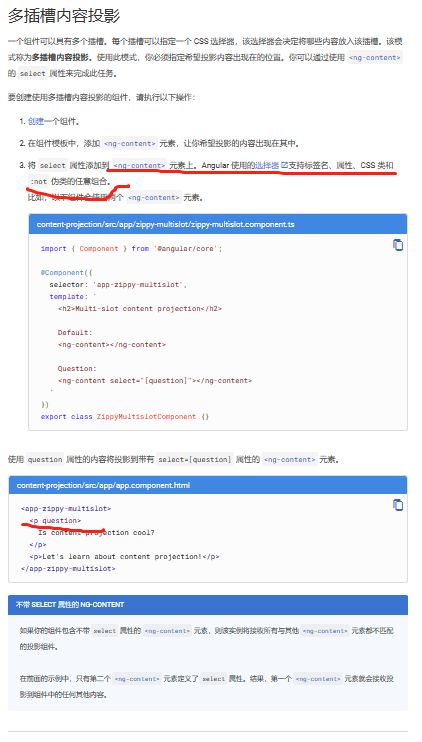 多插槽内容投影
一个组件可以具有多个插槽。每个插槽可以指定一个 CSS 选择器，该选择器会决定将哪些内容放入该插槽。该模
式称为多插槽内容投影。使用此模式，你必须指定希望投影内容出现在的位置。你可以通过使用 <ng-content>
的 select 属性来完成此任务。
要创建使用多插槽内容投影的组件，请执行以下操作：
1. 创建一个组件。
2. 在组件模板中，添加 <ng-content> 元素，让你希望投影的内容出现在其中。
3. 将 select 属性添加到 <ng-content> 元素上。Angular 使用的选择器 支持标签名、属性、CSS 类和
:not 伪类的任意组合。
比如，以下组件会使用两个 <ng-content> 元素。
content-projection/src/app/zippy-multislot/zippy-multislot.component.ts
import { Component } from '@angular/core';
@Component({
selector: 'app-zippy-multislot',
template: `
<h2>Multi-slot content projection</h2>
Default:
<ng-content></ng-content>
Question:
<ng-content select="[question]"></ng-content>
`
})
export class ZippyMultislotComponent {}
使用 question 属性的内容将投影到带有 select=[question] 属性的 <ng-content> 元素。
content-projection/src/app/app.component.html
<app-zippy-multislot>
<p question>
Is content projection cool?
</p>
<p>Let's learn about content projection!</p>
</app-zippy-multislot>
不带 SELECT 属性的 NG-CONTENT
如果你的组件包含不带 select 属性的 <ng-content> 元素，则该实例将接收所有与其他 <ng-content> 元素都不匹配
的投影组件。
在前面的示例中，只有第二个 <ng-content> 元素定义了 select 属性。结果，第一个 <ng-content> 元素就会接收投
影到组件中的任何其他内容。